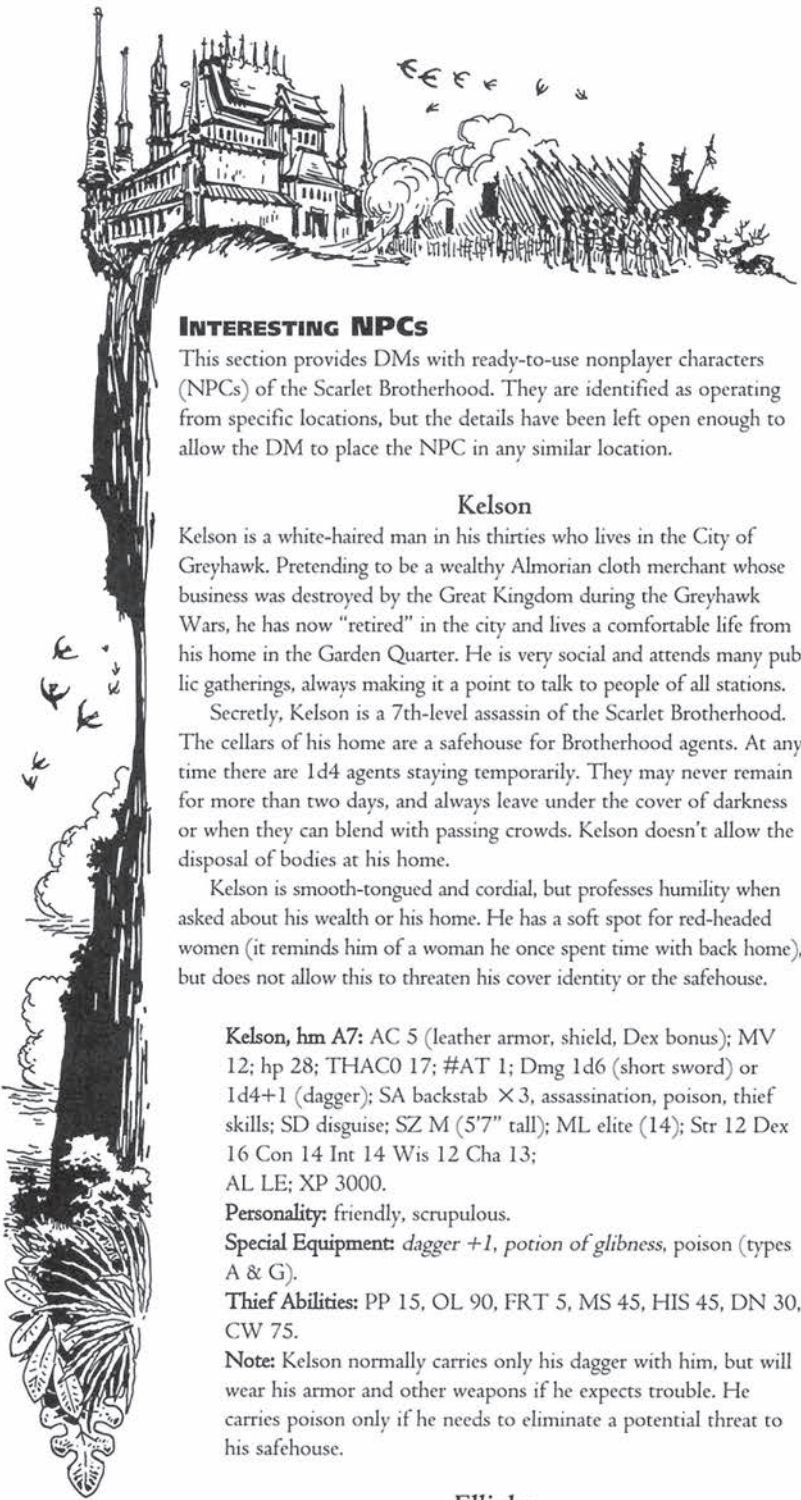 INTERESTING NPCS
This section provides DMs with ready-to-use nonplayer characters
(NPCs) of the Scarlet Brotherhood. They are identified as operating
from specific locations, but the details have been left open enough to
allow the DM to place the NPC in any similar location.
Kelson
Kelson is a white-haired man in his thirties who lives in the City of
Greyhawk. Pretending to be a wealthy Almorian cloth merchant whose
business was destroyed by the Great Kingdom during the Greyhawk
Wars, he has now "retired" in the city and lives a comfortable life from
his home in the Garden Quarter. He is very social and attends many pub
lic gatherings, always making it a point to talk to people of all stations.
Secretly, Kelson is a 7th-level assassin of the Scarlet Brotherhood.
The cellars of his home are a safehouse for Brotherhood agents. At any
time there are 1d4 agents staying temporarily. They may never remain
for more than two days, and always leave under the cover of darkness
or when they can blend with passing crowds. Kelson doesn't allow the
disposal of bodies at his home.
Kelson is smooth-tongued and cordial, but professes humility when
asked about his wealth or his home. He has a soft spot for red-headed
women (it reminds him of a woman he once spent time with back home),
but does not allow this to threaten his cover identity or the safehouse.
Kelson, hm A7: AC 5 (leather armor, shield, Dex bonus); MV
12; hp 28; THAC0 17; #AT 1; Dmg 1d6 (short sword) or
1d4+1 (dagger); SA backstab ×3, assassination, poison, thief
skills; SD disguise; SZ M (5'7" tall); ML elite (14); Str 12 Dex
16 Con 14 Int 14 Wis 12 Cha 13;
AL LE; XP 3000.
Personality: friendly, scrupulous.
Special Equipment: dagger +1, potion of glibness, poison (types
A & G).
Thief Abilities: PP 15, OL 90, FRT 5, MS 45, HIS 45, DN 30,
CW 75.
Note: Kelson normally carries only his dagger with him, but will
wear his armor and other weapons if he expects trouble. He
carries poison only if he needs to eliminate a potential threat to
his safehouse.